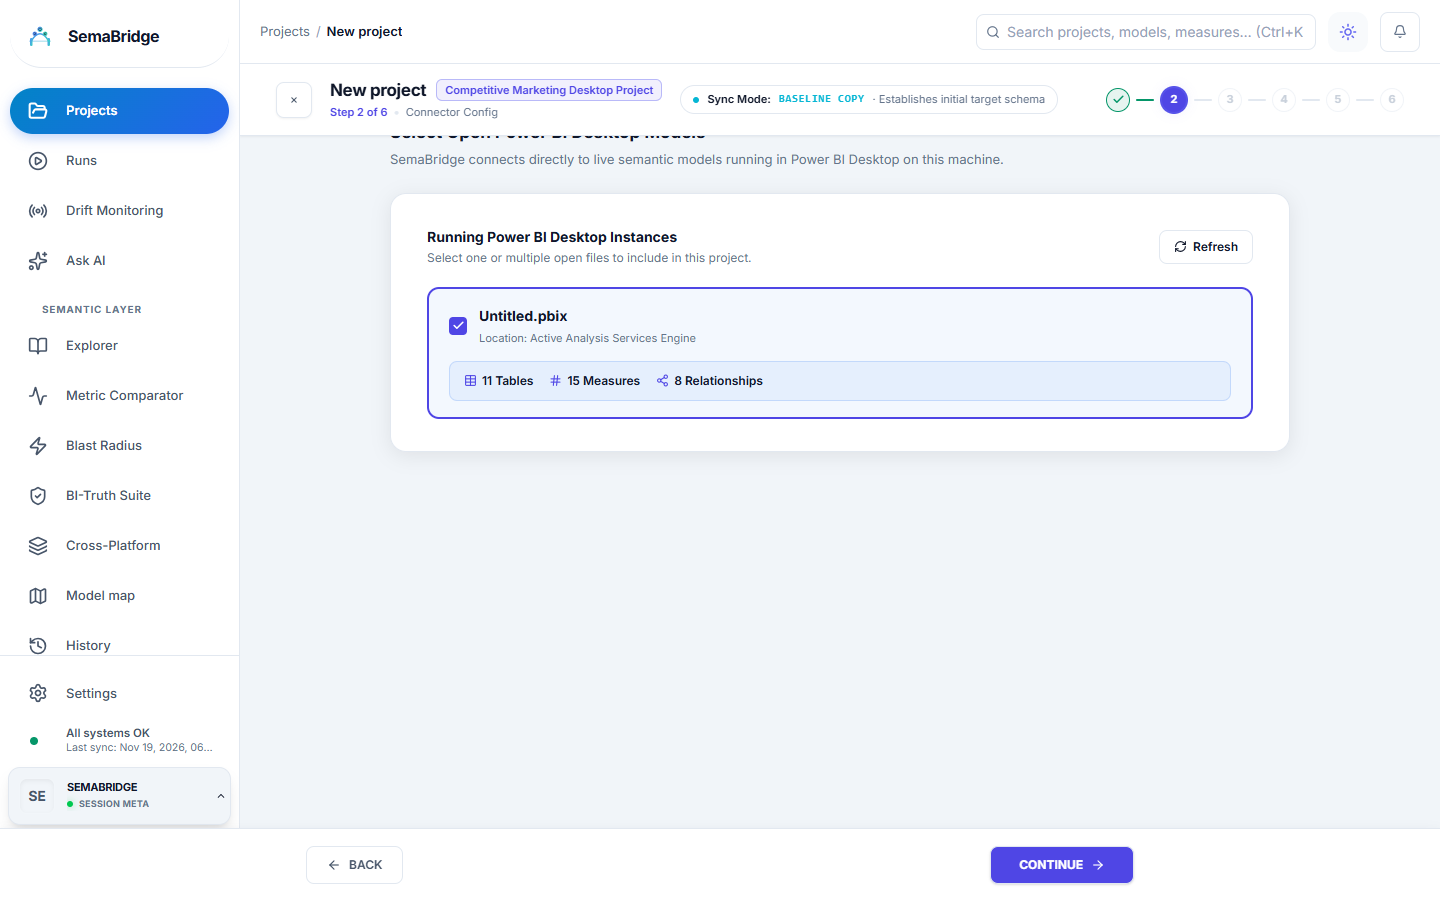 SemaBridge
Projects
Runs
Drift Monitoring
Ask AI
SEMANTIC LAYER
Explorer
Metric Comparator
Blast Radius
BI-Truth Suite
Cross-Platform
Model map
History
Settings
All systems OK
Last sync: Nov 19, 2026, 06...
SE
SEMABRIDGE
SESSION META
Projects / New project
Search projects, models, measures... (Ctrl+K
×
New project
Competitive Marketing Desktop Project
Step 2 of 6
Connector Config
Sync Mode: BASELINE COPY · Establishes initial target schema
2 3 4 5 6
Select Open Power BI Desktop Models
SemaBridge connects directly to live semantic models running in Power BI Desktop on this machine.
Running Power BI Desktop Instances
Select one or multiple open files to include in this project.
Refresh
Untitled.pbix
Location: Active Analysis Services Engine
11 Tables
15 Measures
8 Relationships
BACK
CONTINUE